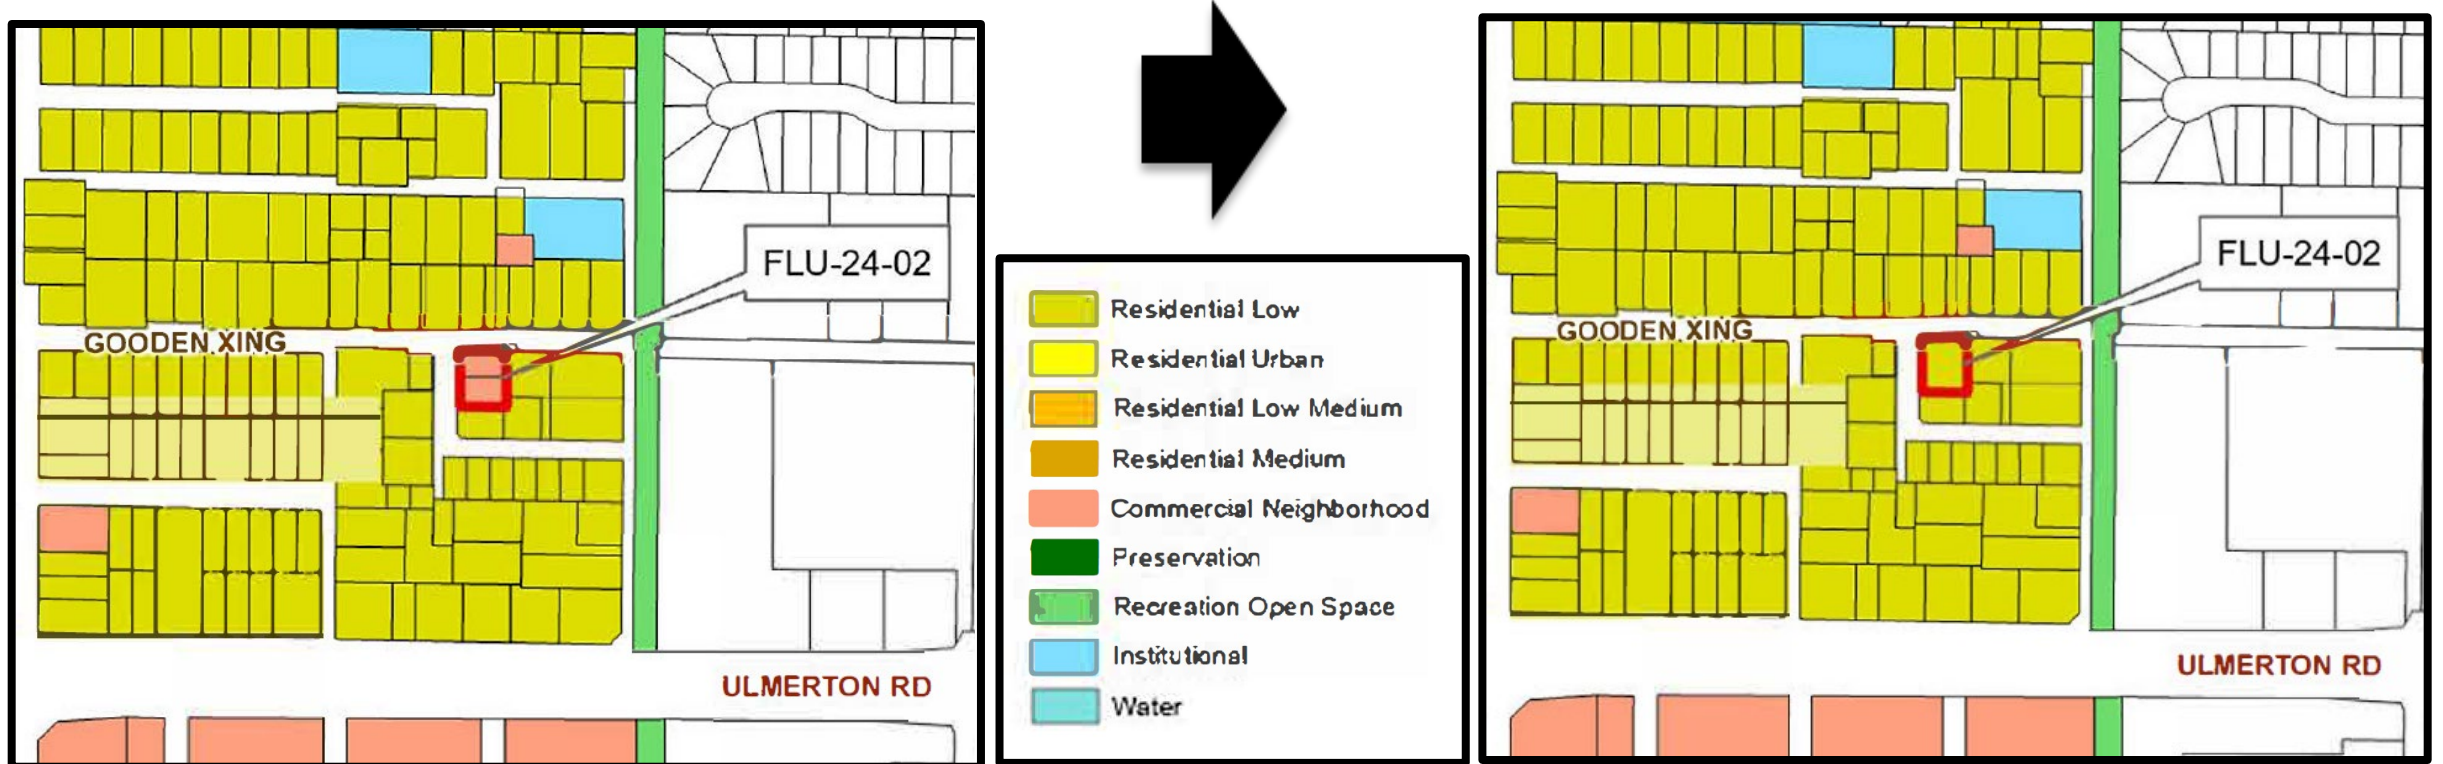 FLU-24-02
GOODEN XING
ULMERTON RD
Residential Low
Residential Urban
Residential Low Medium
Residential Medium
Commercial Neighborhood
Preservation
Recreation Open Space
Institutional
Water
FLU-24-02
GOODEN XING
ULMERTON RD